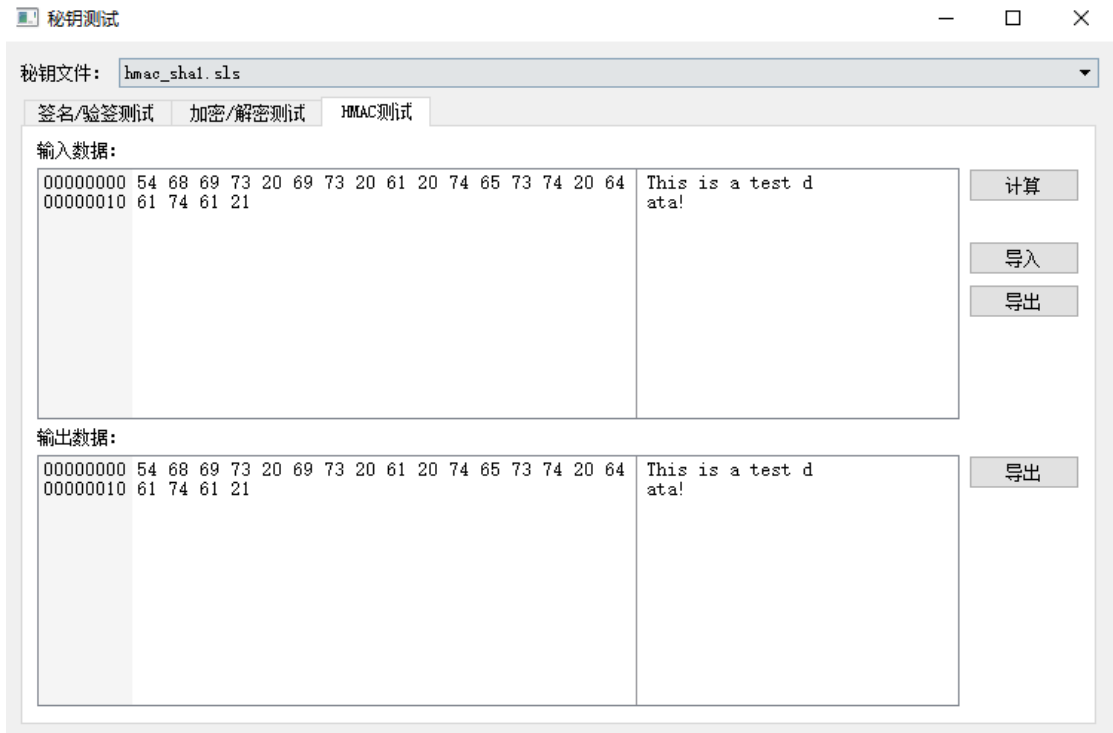 秘钥测试
秘钥文件: hmac_sha1.sls
签名/验签测试 加密/解密测试 HMAC测试
输入数据:
00000000 54 68 69 73 20 69 73 20 61 20 74 65 73 74 20 64 This is a test d
00000010 61 74 61 21 ata!
计算
导入
导出
输出数据:
00000000 54 68 69 73 20 69 73 20 61 20 74 65 73 74 20 64 This is a test d
00000010 61 74 61 21 ata!
导出